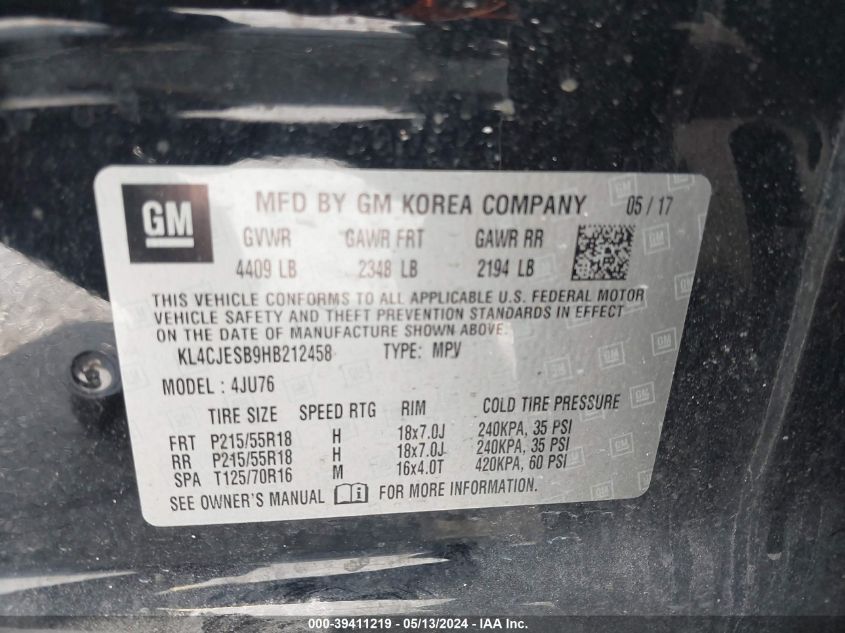 GM MFD BY GM KOREA COMPANY 05 / 17
GVWR GAWR FRT GAWR RR
4409 LB 2348 LB 2194 LB
THIS VEHICLE CONFORMS TO ALL APPLICABLE U.S. FEDERAL MOTOR
VEHICLE SAFETY AND THEFT PREVENTION STANDARDS IN EFFECT
ON THE DATE OF MANUFACTURE SHOWN ABOVE.
KL4CJESB9HB212458 TYPE: MPV
MODEL : 4JU76
TIRE SIZE SPEED RTG RIM COLD TIRE PRESSURE
FRT P215/55R18 H 18x7.0J 240KPA, 35 PSI
RR P215/55R18 H 18x7.0J 240KPA, 35 PSI
SPA T125/70R16 M 16x4.0T 420KPA, 60 PSI
SEE OWNER'S MANUAL FOR MORE INFORMATION.
000-39411219 - 05/13/2024 - IAA Inc.